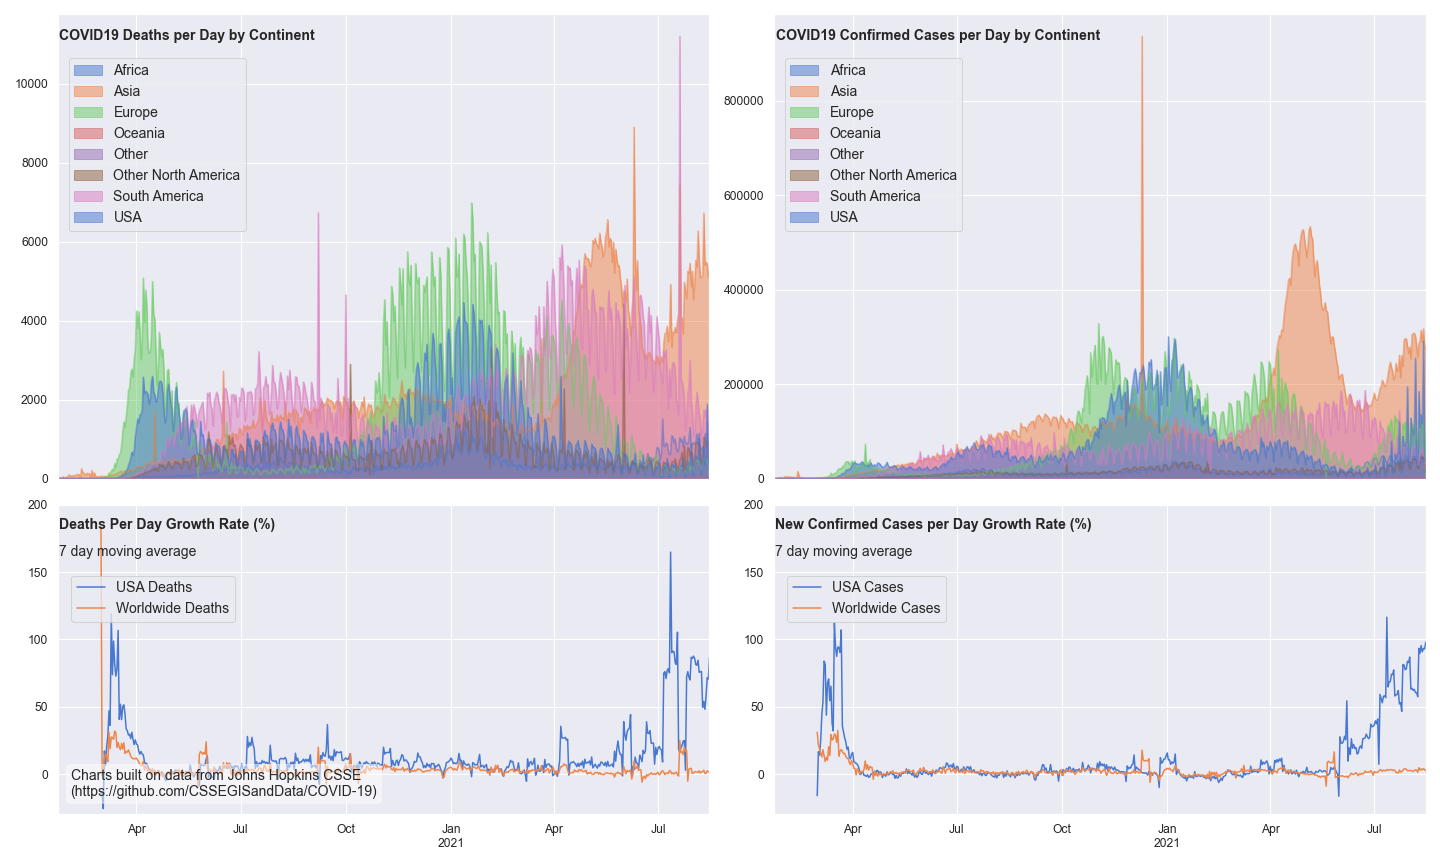 COVID19 Deaths per Day by Continent
10000
8000
6000
4000
2000
0
Africa
Asia
Europe
Oceania
Other
Other North America
South America
USA
COVID19 Confirmed Cases per Day by Continent
800000
600000
400000
200000
0
Africa
Asia
Europe
Oceania
Other
Other North America
South America
USA
Deaths Per Day Growth Rate (%)
7 day moving average
USA Deaths
Worldwide Deaths
200
150
100
50
0
Charts built on data from Johns Hopkins CSSE
(https://github.com/CSSEGISandData/COVID-19)
Apr Jul Oct Jan Apr Jul
2021
New Confirmed Cases per Day Growth Rate (%)
7 day moving average
USA Cases
Worldwide Cases
200
150
100
50
0
Apr Jul Oct Jan Apr Jul
2021